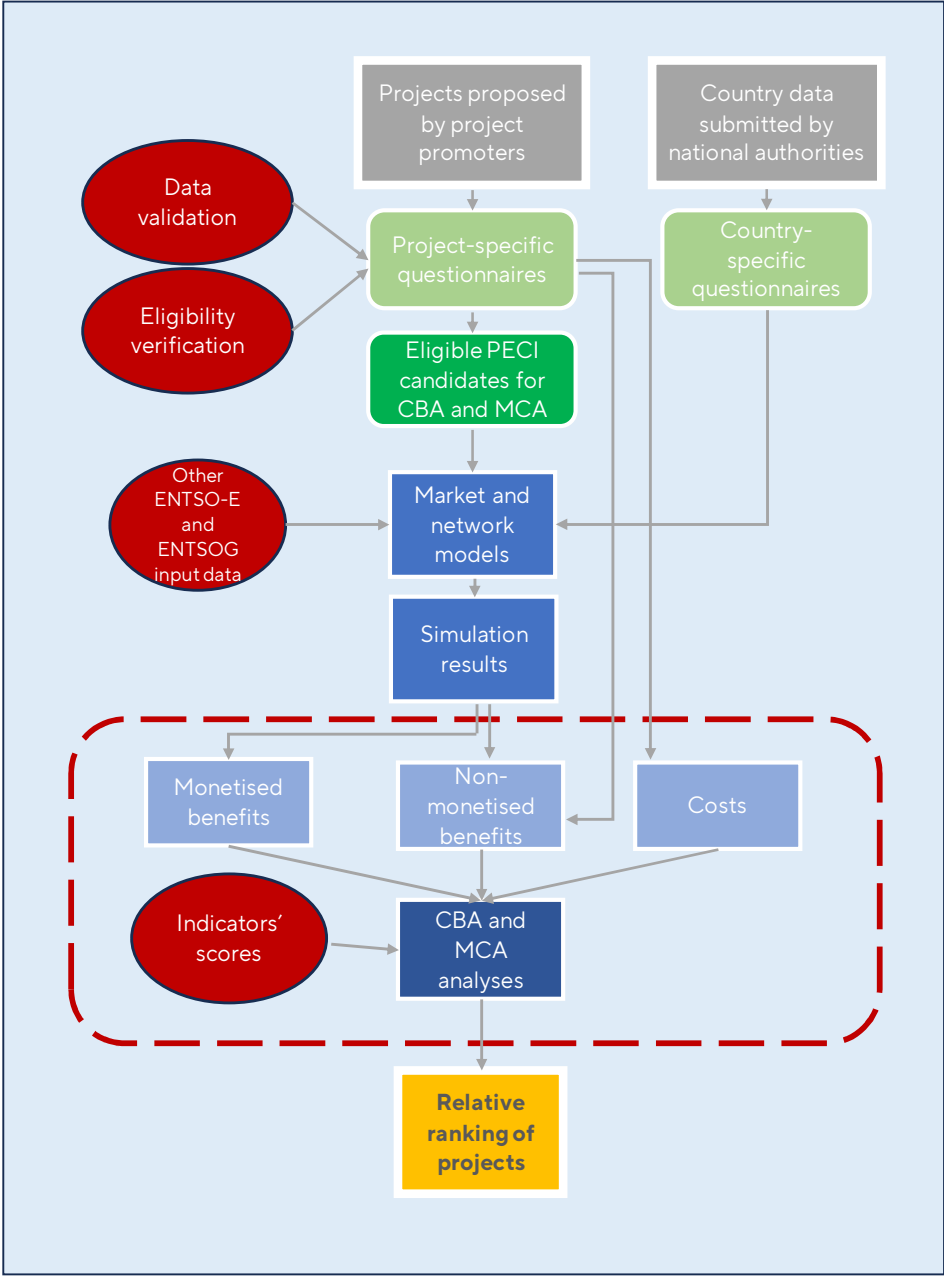 Projects proposed
by project
promoters
Country data
submitted by
national authorities
Data
validation
Project-specific
questionnaires
Country-
specific
questionnaires
Eligibility
verification
Eligible PECI
candidates for
CBA and MCA
Other
ENTSO-E
and
ENTSOG
input data
Market and
network
models
Simulation
results
Monetised
benefits
Non-
monetised
benefits
Costs
Indicators’
scores
CBA and
MCA
analyses
Relative
ranking of
projects